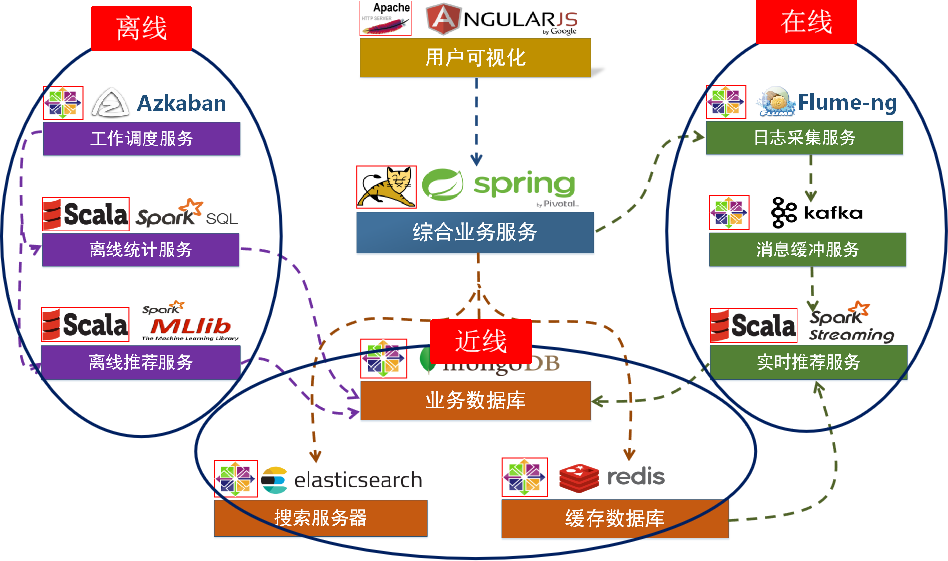 离线
Apache
HTTP SERVER
ANGULARJS
by Google
用户可视化
在线
Azkaban
工作调度服务
Flume-ng
日志采集服务
Scala
Spark SQL
离线统计服务
spring
by Pivotal
综合业务服务
kafka
消息缓冲服务
Scala
Spark
MLlib
The Machine Learning Library
离线推荐服务
近线
mongoDB
业务数据库
Scala
Spark
Streaming
实时推荐服务
elasticsearch
搜索服务器
redis
缓存数据库